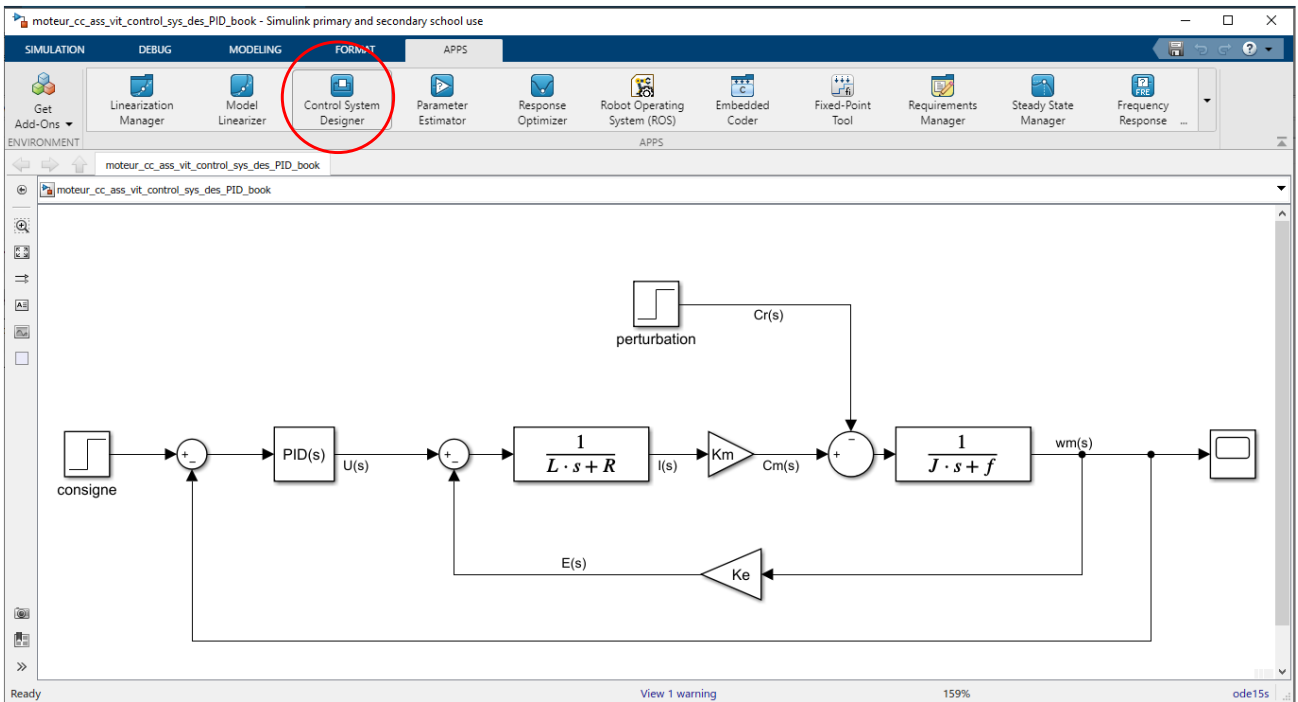 moteur_cc_ass_vit_control_sys_des_PID_book - Simulink primary and secondary school use
SIMULATION DEBUG MODELING FORMAT APPS
?
Get
Add-Ons
Linearization
Manager
Model
Linearizer
Control System
Designer
Parameter
Estimator
Response
Optimizer
Robot Operating
System (ROS)
Embedded
Coder
Fixed-Point
Tool
Requirements
Manager
Steady State
Manager
FRE
Frequency
Response ...
ENVIRONMENT APPS
moteur_cc_ass_vit_control_sys_des_PID_book
moteur_cc_ass_vit_control_sys_des_PID_book
perturbation
Cr(s)
consigne
+
_
PID(s)
U(s)
+
_
1
L · s + R
I(s)
Km
Cm(s)
−
+
1
J · s + f
wm(s)
E(s)
Ke
Ready View 1 warning 159% ode15s